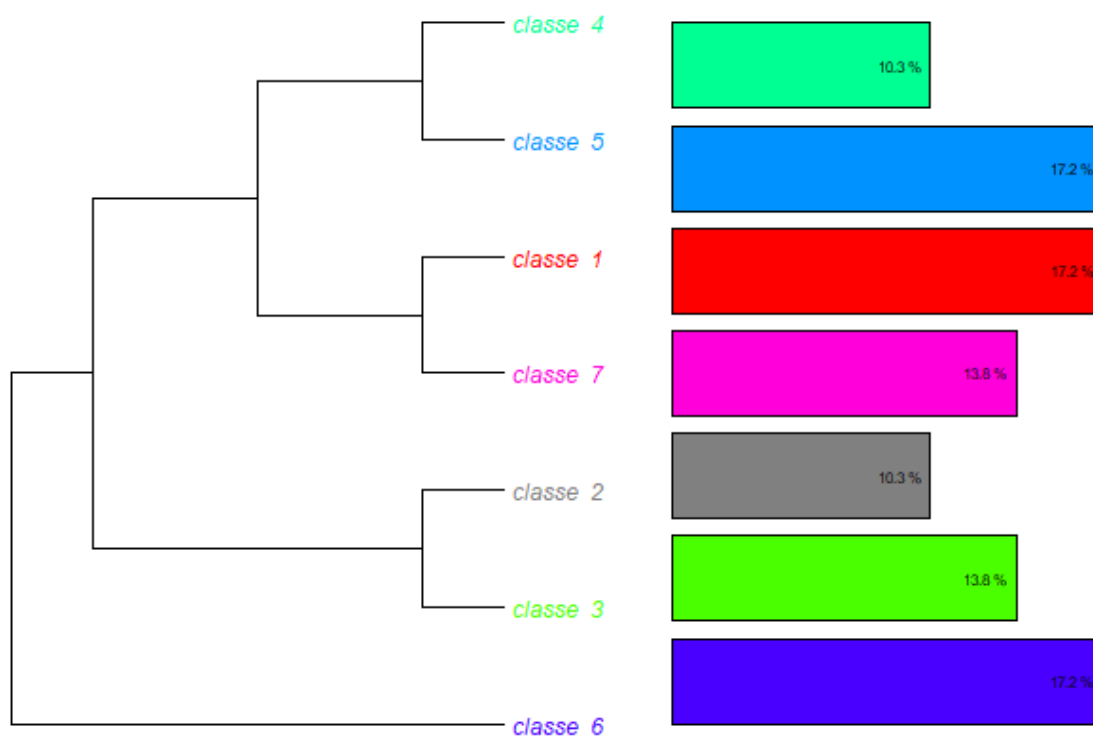 classe 4
10.3 %
classe 5
17.2 %
classe 1
17.2 %
classe 7
13.8 %
classe 2
10.3 %
classe 3
13.8 %
classe 6
17.2 %